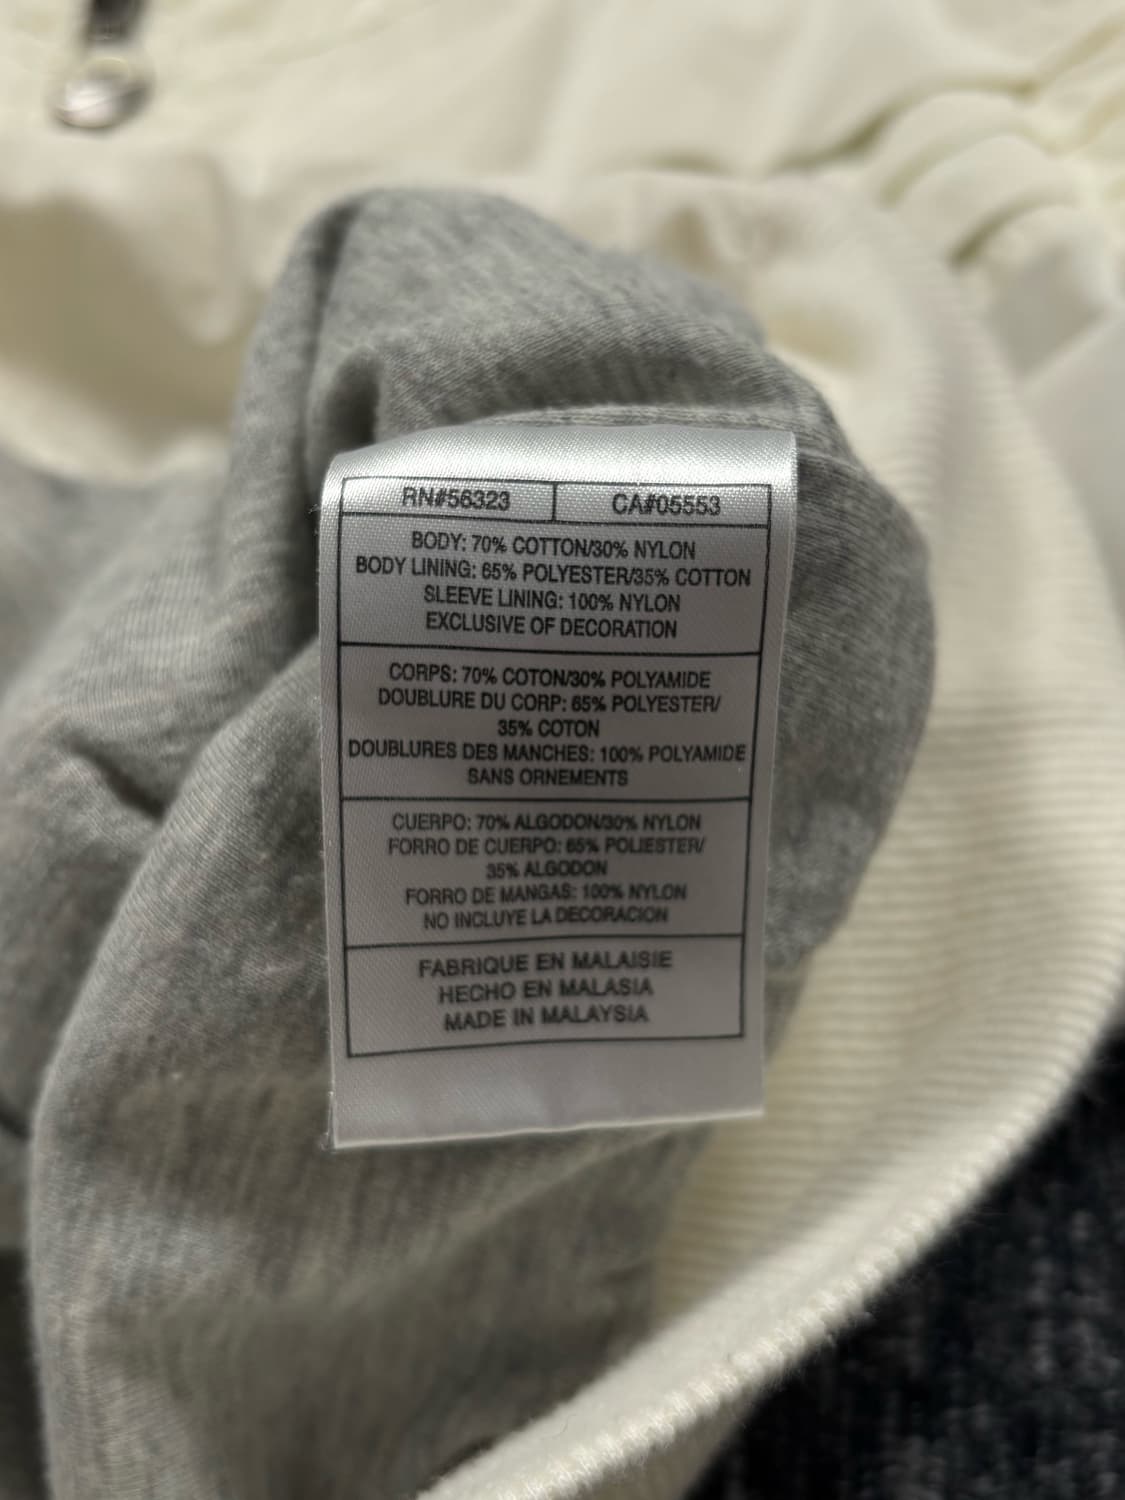 RN#56323 CA#05553
BODY: 70% COTTON/30% NYLON
BODY LINING: 65% POLYESTER/35% COTTON
SLEEVE LINING: 100% NYLON
EXCLUSIVE OF DECORATION
CORPS: 70% COTON/30% POLYAMIDE
DOUBLURE DU CORP: 65% POLYESTER/
35% COTON
DOUBLURES DES MANCHES: 100% POLYAMIDE
SANS ORNEMENTS
CUERPO: 70% ALGODON/30% NYLON
FORRO DE CUERPO: 65% POLIESTER/
35% ALGODON
FORRO DE MANGAS: 100% NYLON
NO INCLUYE LA DECORACION
FABRIQUE EN MALAISIE
HECHO EN MALASIA
MADE IN MALAYSIA